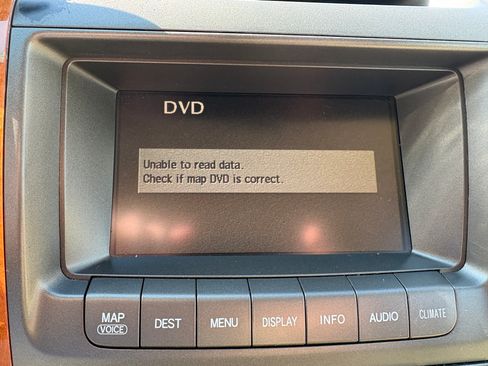 DVD
Unable to read data.
Check if map DVD is correct.
MAP DEST MENU DISPLAY INFO AUDIO CLIMATE
VOICE